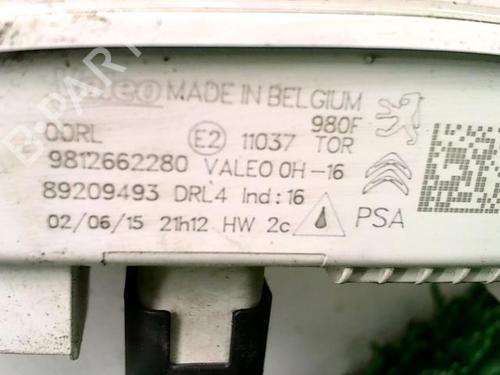 Valeo MADE IN BELGIUM
980F
00RL E2 11037 TOR
9812662280 VALEO 0H-16
89209493 DRL4 Ind: 16
02/06/15 21h12 HW 2c PSA